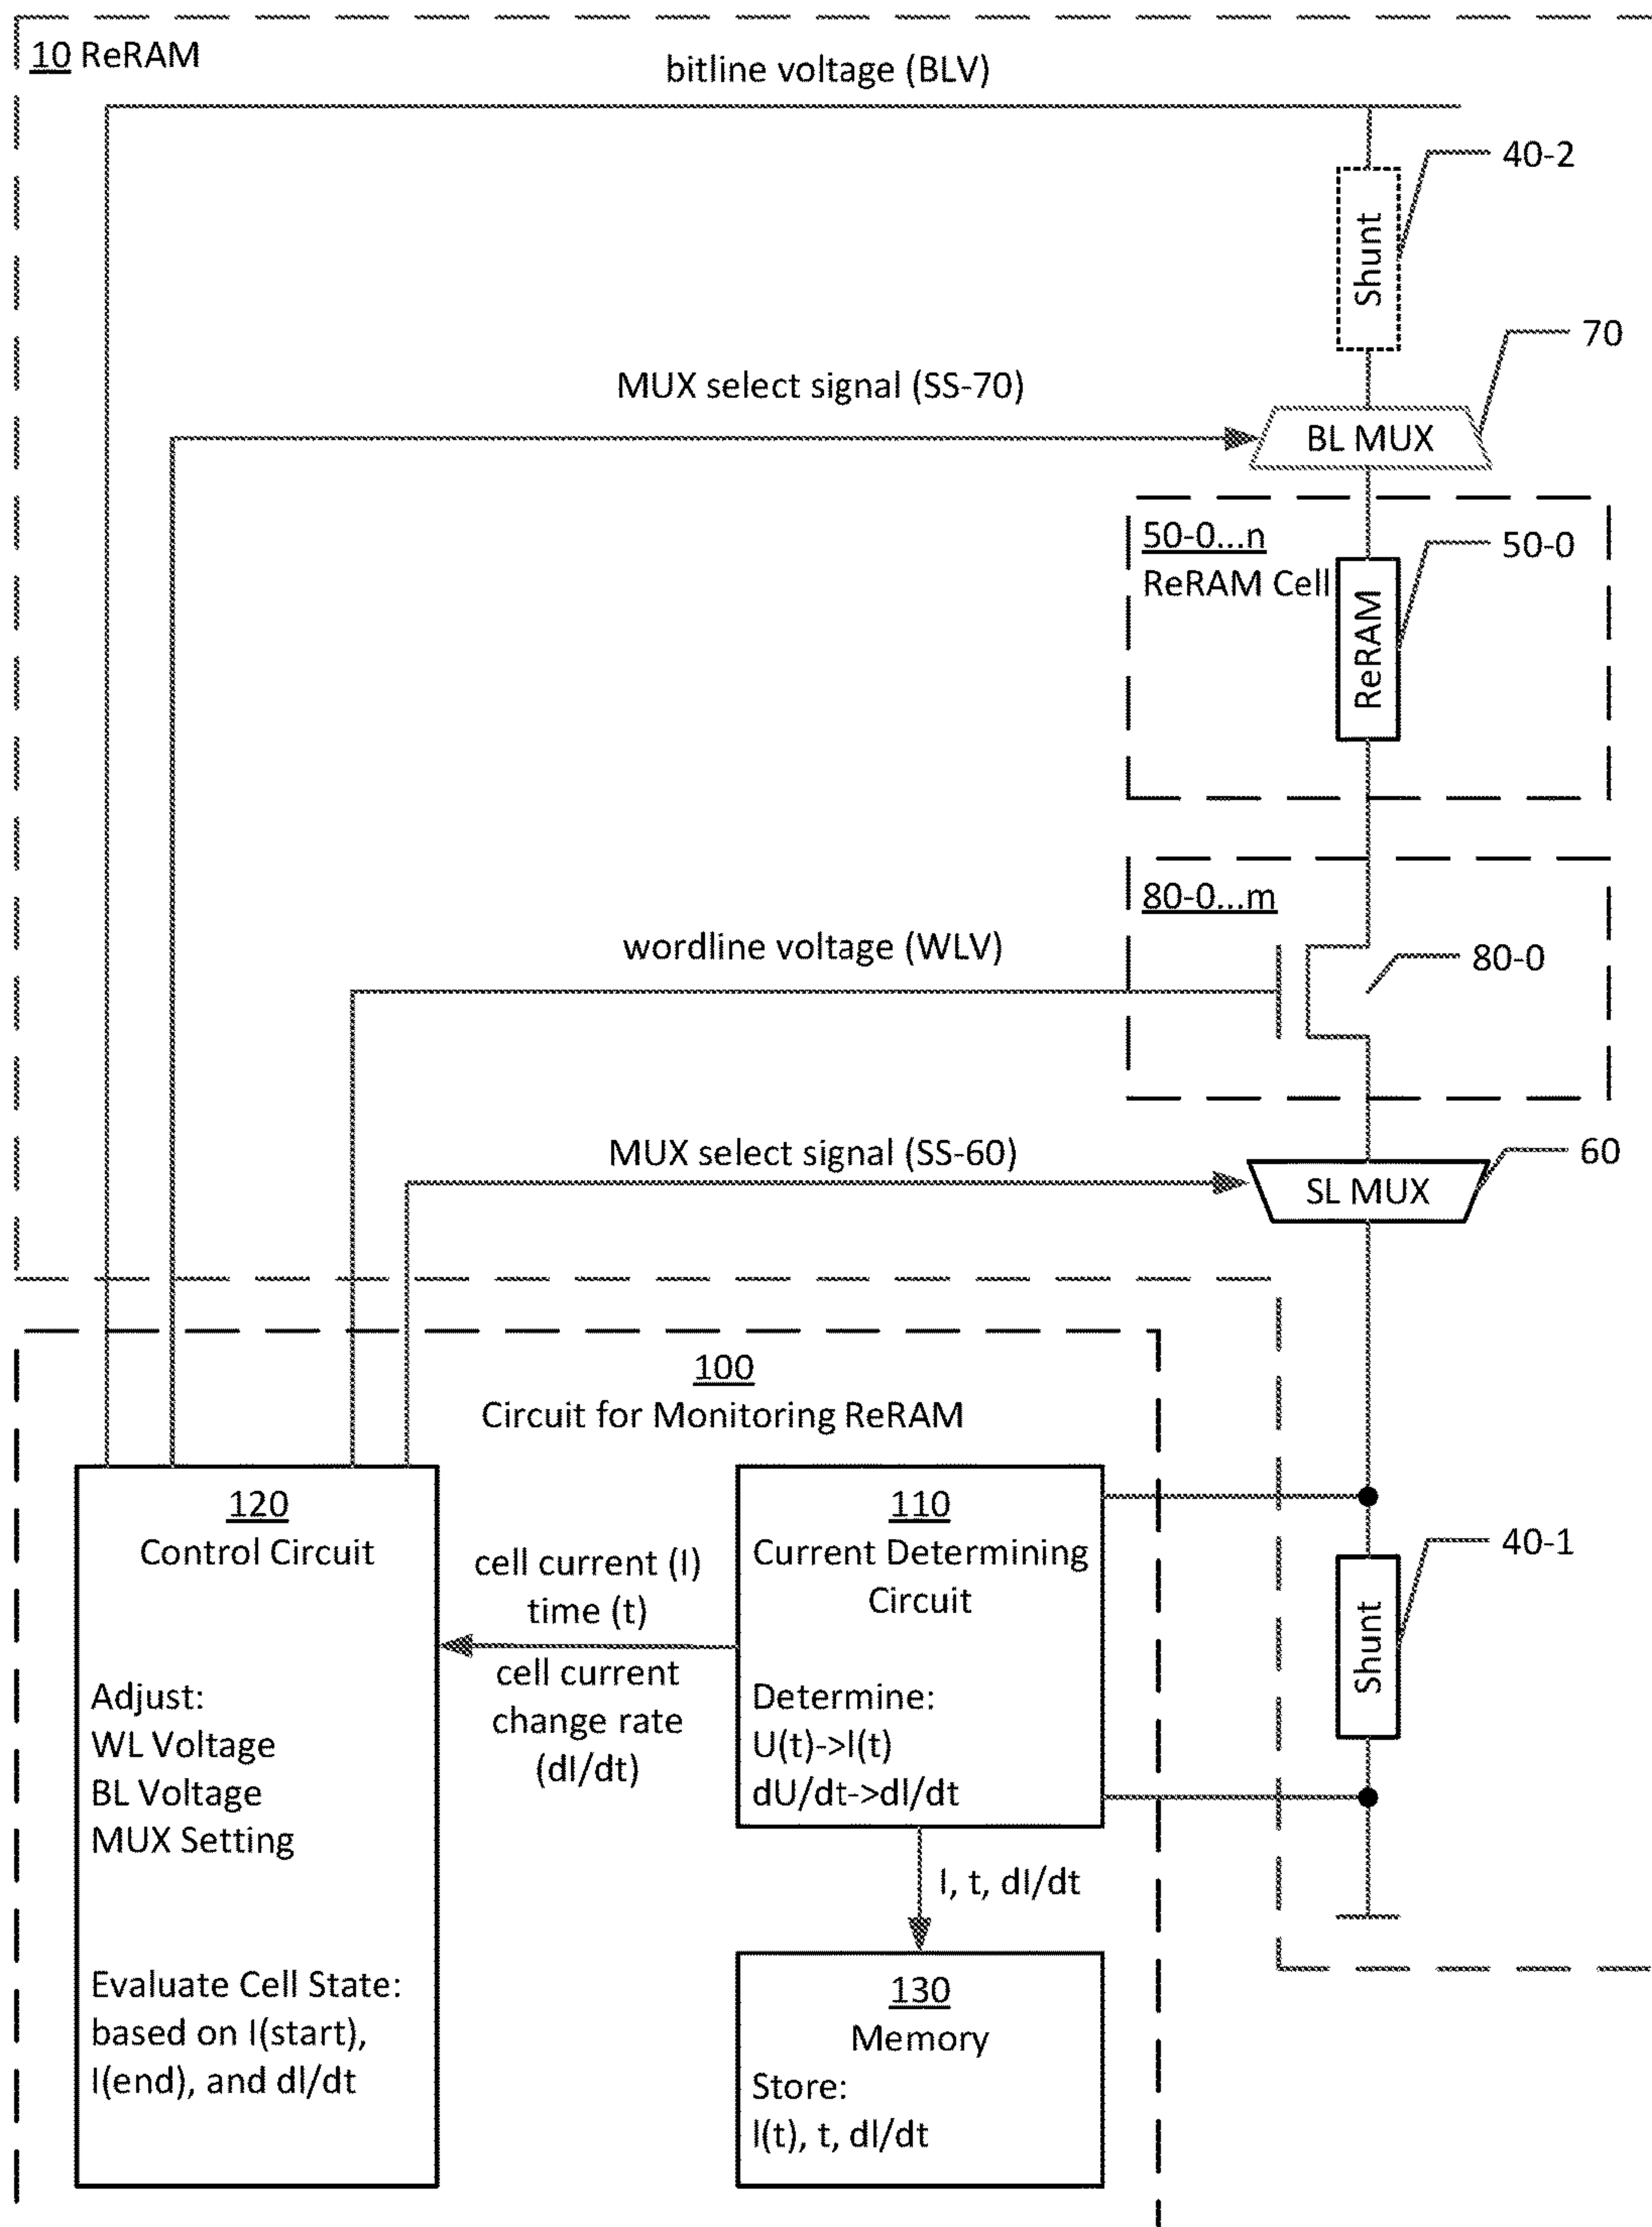 10 ReRAM
bitline voltage (BLV)
40-2
Shunt
70
MUX select signal (SS-70)
BL MUX
50-0...n
ReRAM Cell
50-0
ReRAM
80-0...m
wordline voltage (WLV)
80-0
MUX select signal (SS-60)
60
SL MUX
100
Circuit for Monitoring ReRAM
120
Control Circuit
Adjust:
WL Voltage
BL Voltage
MUX Setting
Evaluate Cell State:
based on I(start),
I(end), and dI/dt
cell current (I)
time (t)
cell current
change rate
(dI/dt)
110
Current Determining
Circuit
Determine:
U(t)->I(t)
dU/dt->dI/dt
40-1
Shunt
I, t, dI/dt
130
Memory
Store:
I(t), t, dI/dt